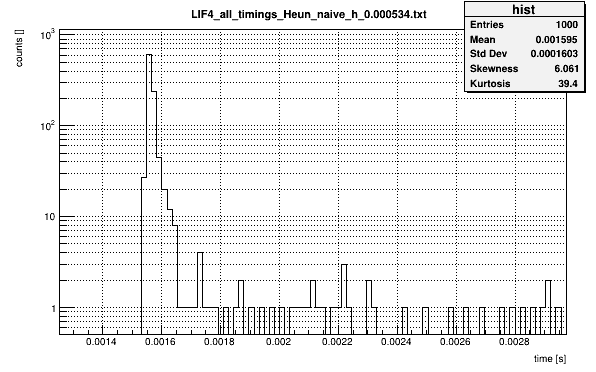 LIF4_all_timings_Heun_naive_h_0.000534.txt
hist
Entries 1000
Mean 0.001595
Std Dev 0.0001603
Skewness 6.061
Kurtosis 39.4
counts []
10³
10²
10
1
0.0014 0.0016 0.0018 0.002 0.0022 0.0024 0.0026 0.0028
time [s]